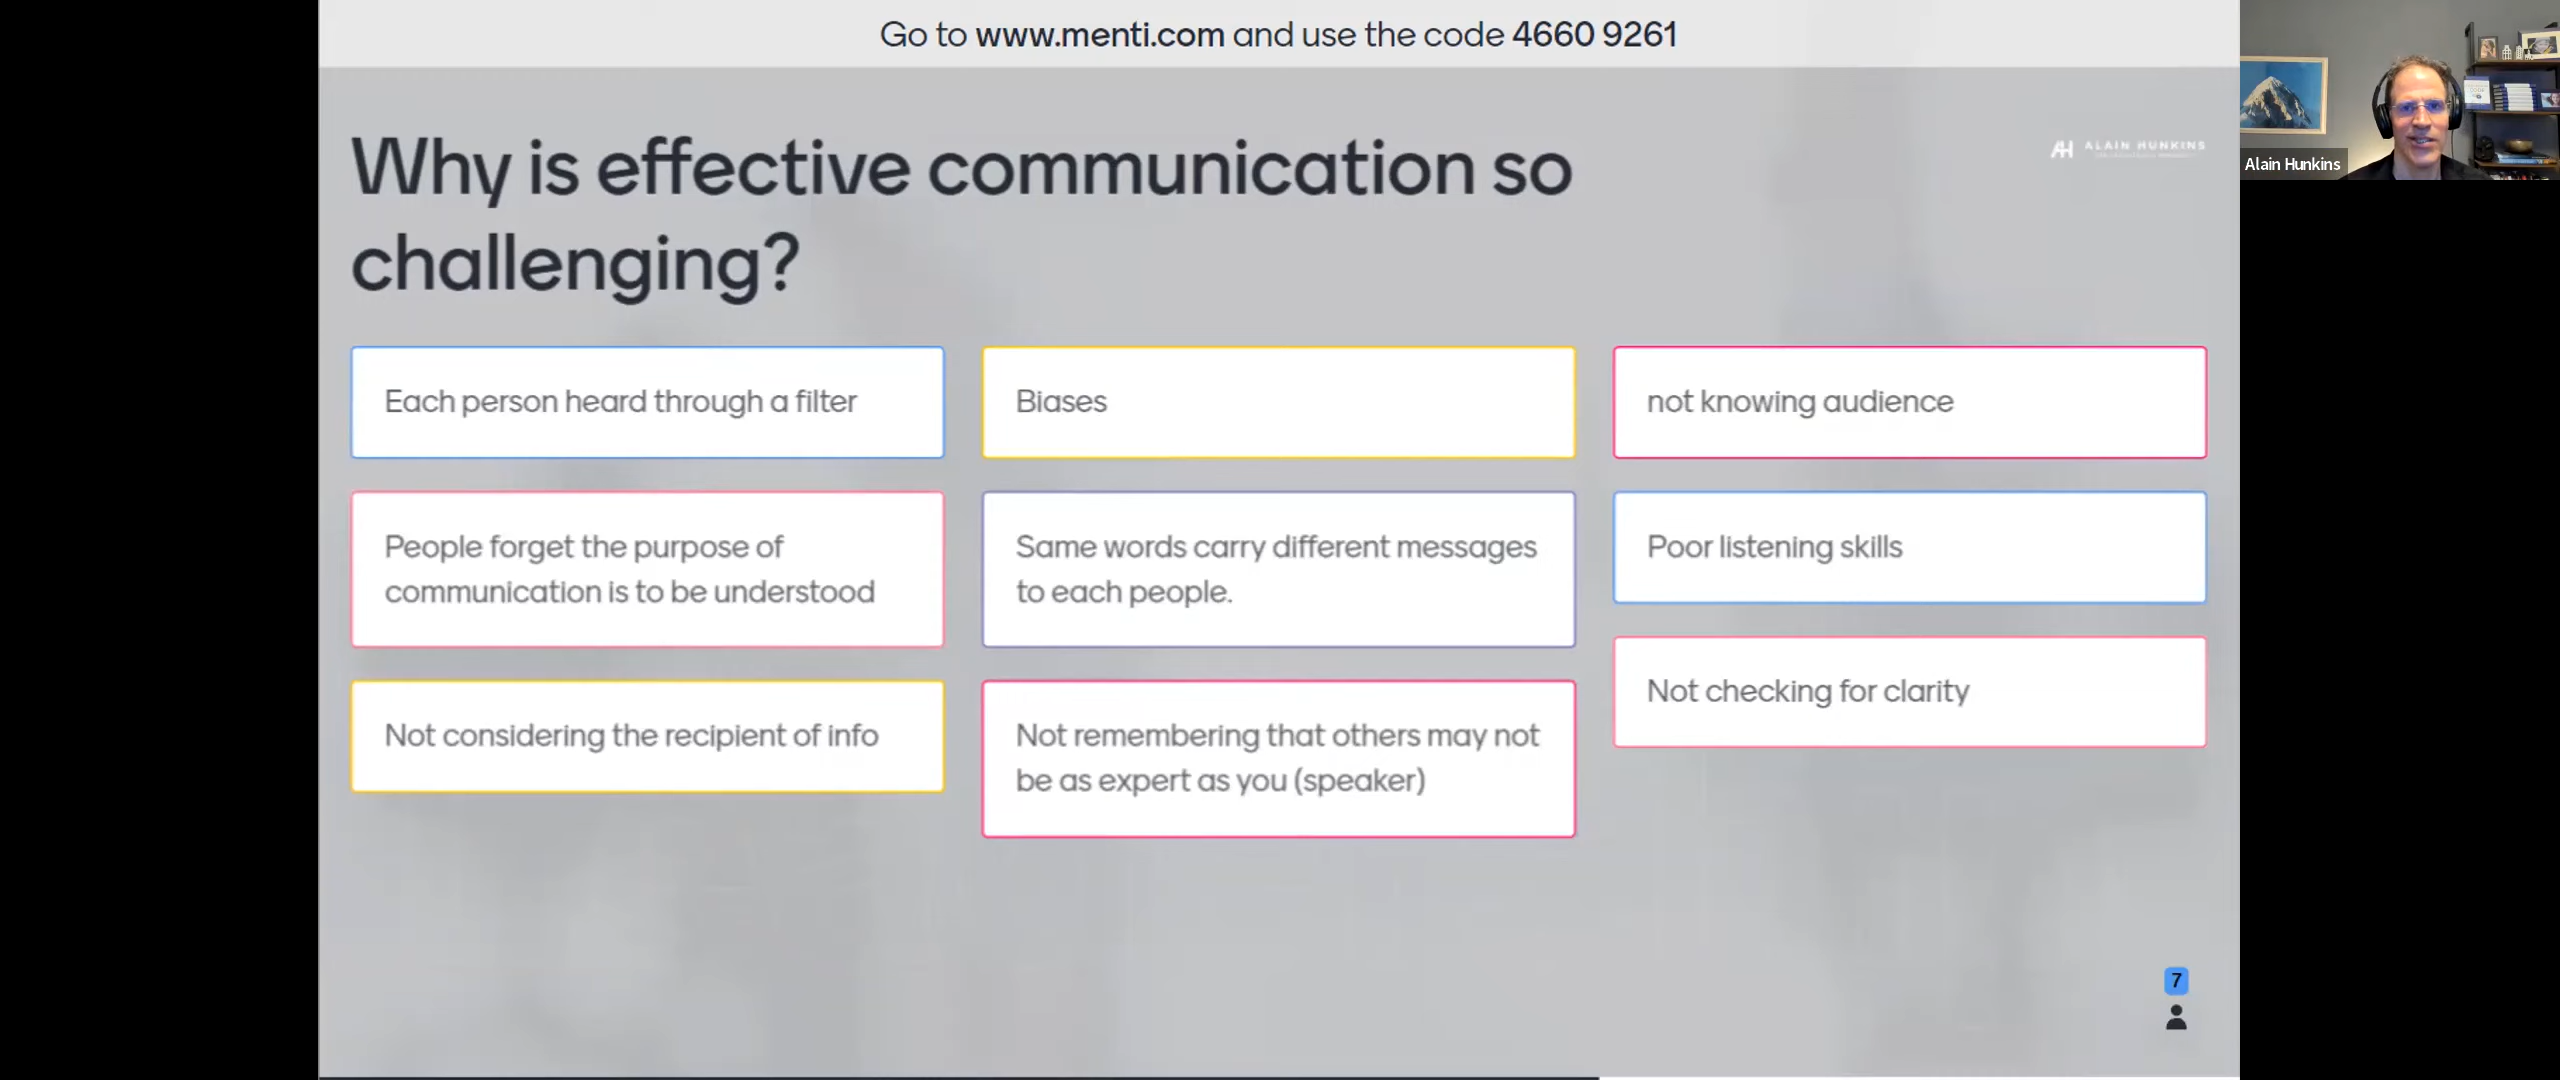 Go to www.menti.com and use the code 4660 9261
Why is effective communication so
challenging?
AH ALAIN HUNKINS
Alain Hunkins
Each person heard through a filter
Biases
not knowing audience
People forget the purpose of
communication is to be understood
Same words carry different messages
to each people.
Poor listening skills
Not considering the recipient of info
Not remembering that others may not
be as expert as you (speaker)
Not checking for clarity
7